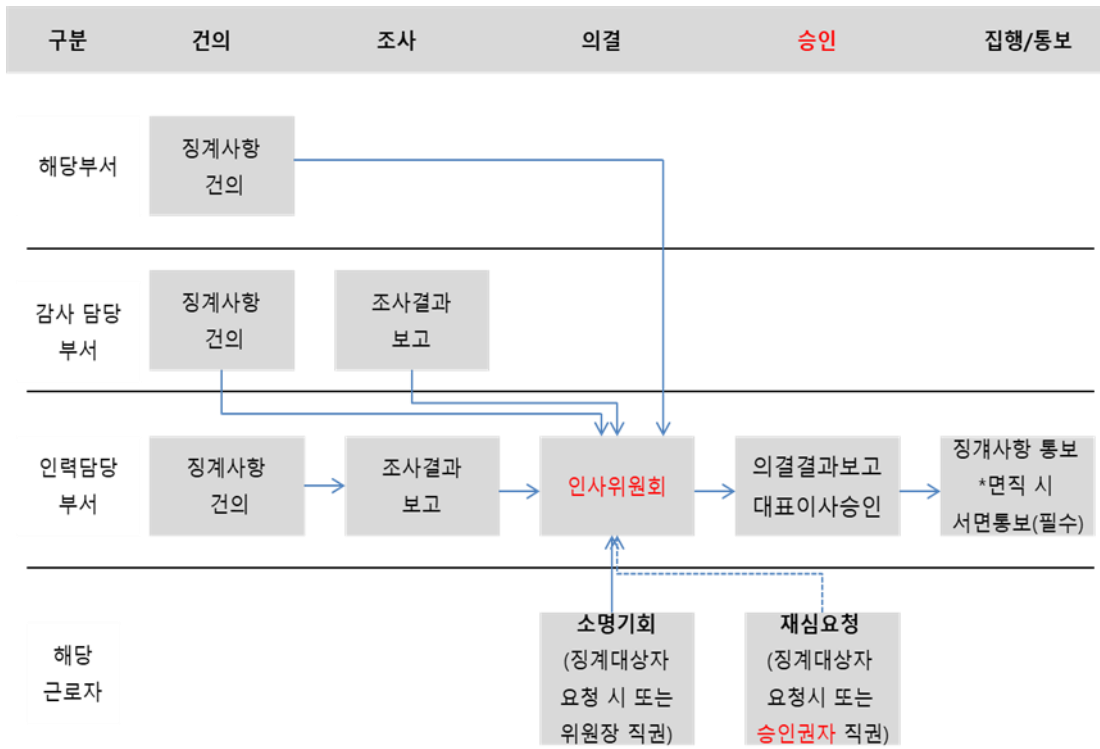 구분 건의 조사 의결 승인 집행/통보
해당부서
징계사항
건의
감사 담당
부서
징계사항
건의
조사결과
보고
인력담당
부서
징계사항
건의
조사결과
보고
인사위원회
의결결과보고
대표이사승인
징개사항 통보
*면직 시
서면통보(필수)
해당
근로자
소명기회
(징계대상자
요청 시 또는
위원장 직권)
재심요청
(징계대상자
요청시 또는
승인권자 직권)